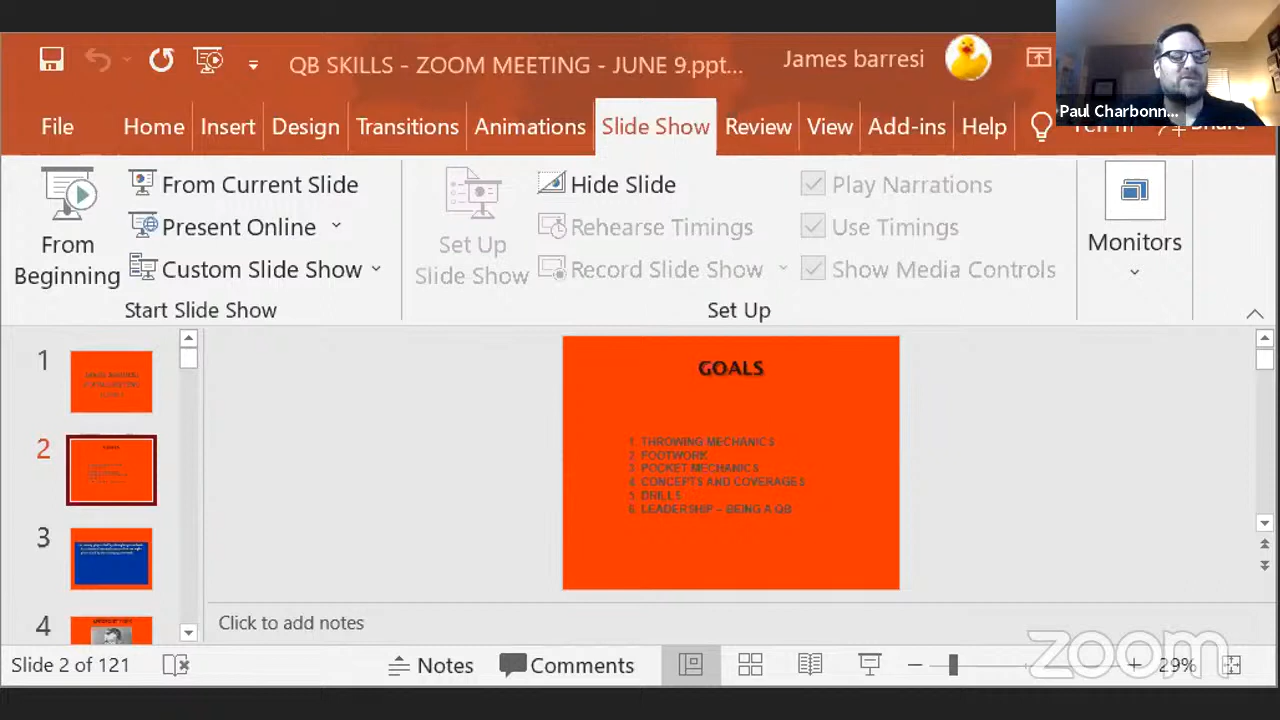 QB SKILLS - ZOOM MEETING - JUNE 9.ppt...
James barresi
Paul Charbonn...
File
Home
Insert
Design
Transitions
Animations
Slide Show
Review
View
Add-ins
Help
From Beginning
From Current Slide
Present Online
Custom Slide Show
Start Slide Show
Set Up
Slide Show
Hide Slide
Rehearse Timings
Record Slide Show
Play Narrations
Use Timings
Show Media Controls
Set Up
Monitors
1
2
3
4
GOALS
1. THROWING MECHANICS
2. FOOTWORK
3. POCKET MECHANICS
4. CONCEPTS AND COVERAGES
5. DRILLS
6. LEADERSHIP – BEING A QB
Click to add notes
Slide 2 of 121
Notes
Comments
29%
zoom